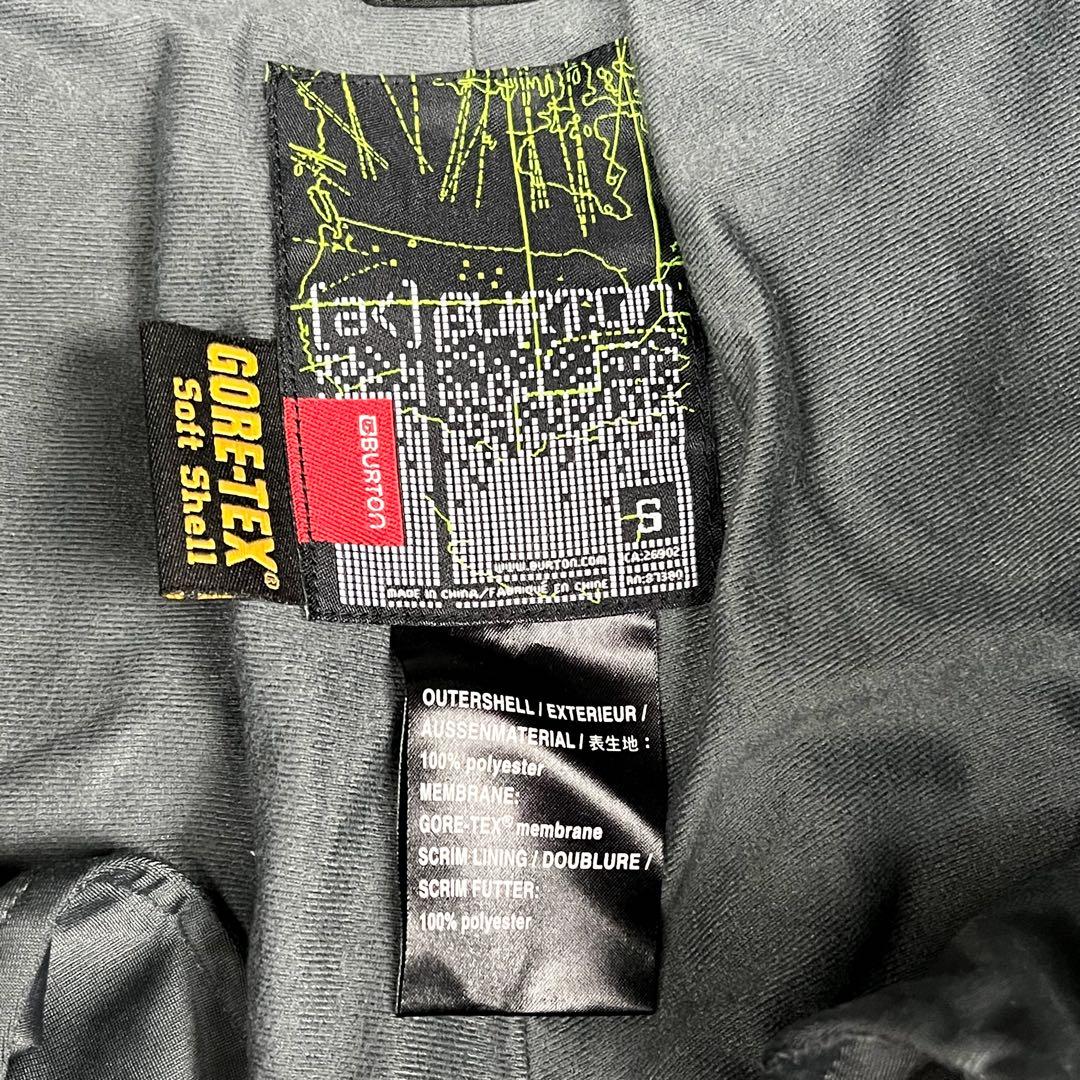 GORE-TEX®
Soft Shell
[ak] BURTON
BURTON
S
WWW.BURTON.COM
CA:26902
RN:87380
MADE IN CHINA/FABRIQUE EN CHINE
OUTERSHELL / EXTERIEUR /
AUSSENMATERIAL / 表生地 :
100% polyester
MEMBRANE:
GORE-TEX® membrane
SCRIM LINING / DOUBLURE /
SCRIM FUTTER:
100% polyester